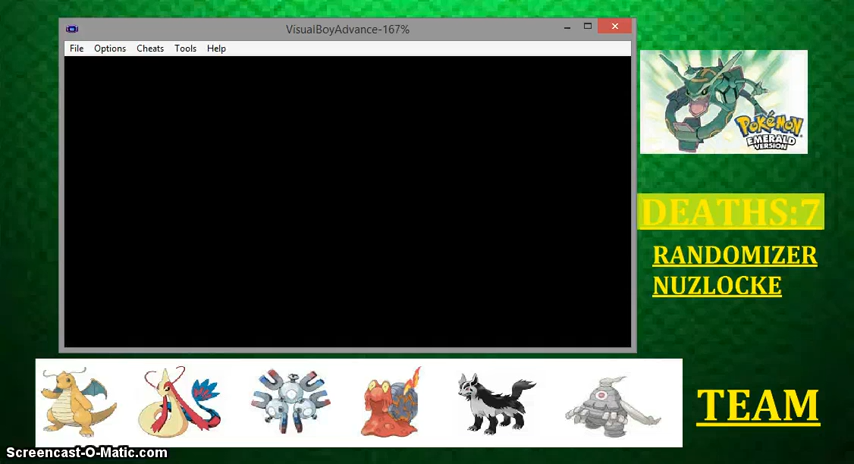 VisualBoyAdvance-167%
File Options Cheats Tools Help
POKéMON
EMERALD
VERSION
DEATHS:7
RANDOMIZER
NUZLOCKE
TEAM
Screencast-O-Matic.com